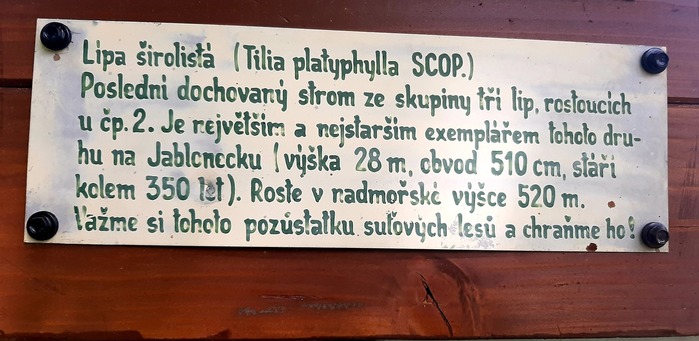 Lípa širolistá (Tilia platyphylla SCOP.)
Poslední dochovaný strom ze skupiny tří lip, rostoucích
u čp. 2. Je největším a nejstarším exemplářem tohoto dru-
hu na Jablonecku (výška 28 m, obvod 510 cm, stáří
kolem 350 let). Roste v nadmořské výšce 520 m.
Važme si tohoto pozůstatku suťových lesů a chraňme ho!